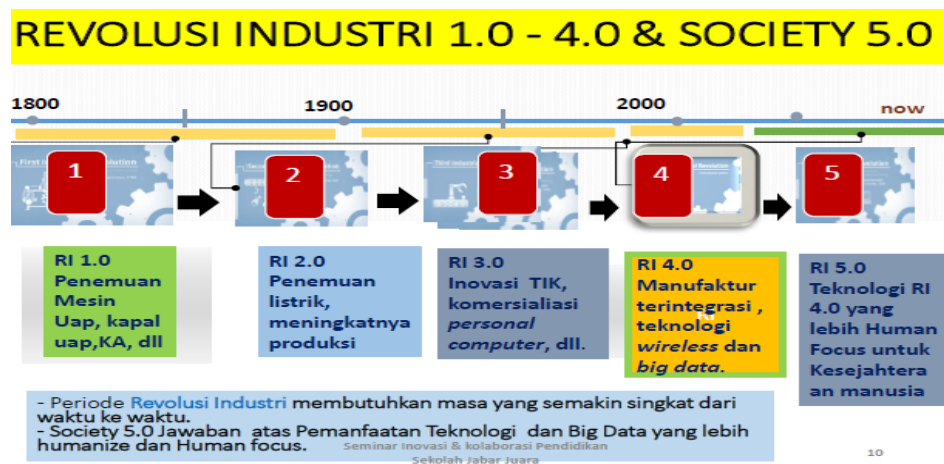 REVOLUSI INDUSTRI 1.0 - 4.0 & SOCIETY 5.0
1800
1900
2000
now
1
2
3
4
5
RI 1.0
Penemuan
Mesin
Uap, kapal
uap,KA, dll
RI 2.0
Penemuan
listrik,
meningkatnya
produksi
RI 3.0
Inovasi TIK,
komersialiasi
personal
computer, dll.
RI 4.0
Manufaktur
terintegrasi ,
teknologi
wireless dan
big data.
RI
RI 5.0
Teknologi RI
4.0 yang
lebih Human
Focus untuk
Kesejahtera
an manusia
- Periode Revolusi Industri membutuhkan masa yang semakin singkat dari
waktu ke waktu.
- Society 5.0 Jawaban atas Pemanfaatan Teknologi dan Big Data yang lebih
humanize dan Human focus.
Seminar Inovasi & kolaborasi Pendidikan
Sekolah Jabar Juara
10